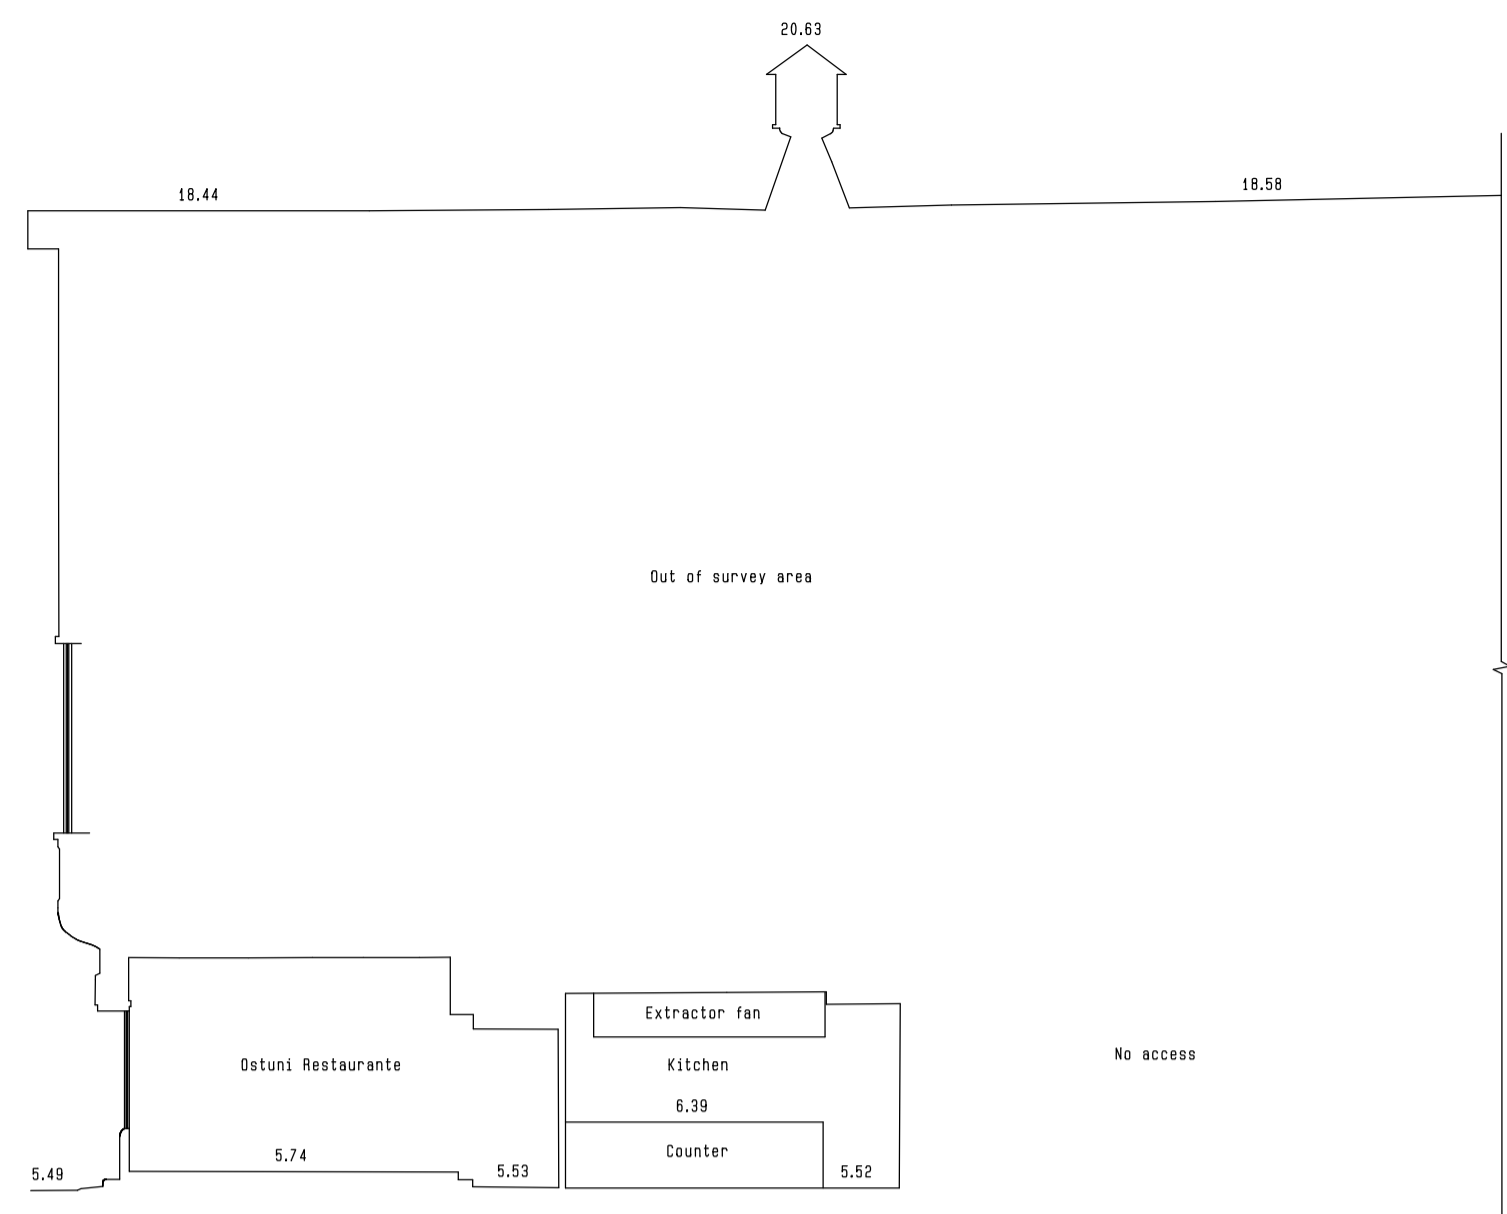 20.63
18.44
18.58
Out of survey area
Extractor fan
Ostuni Restaurante
Kitchen
No access
6.39
Counter
5.74
5.49
5.53
5.52